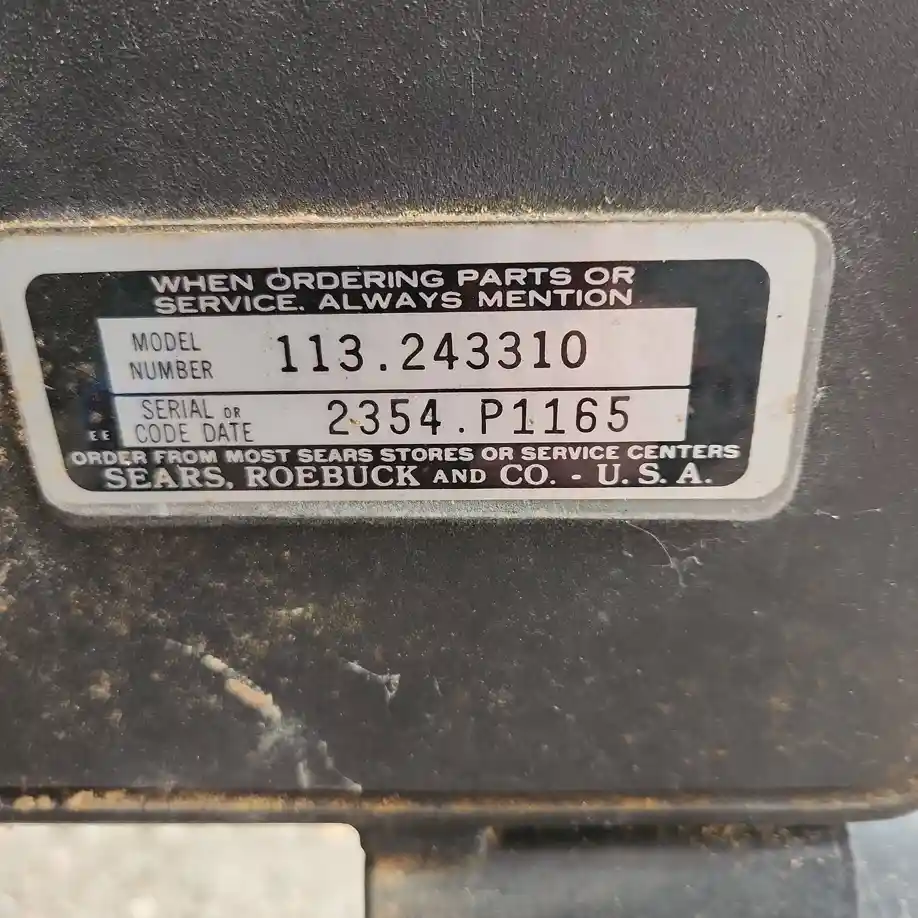 WHEN ORDERING PARTS OR
SERVICE. ALWAYS MENTION
MODEL
NUMBER 113.243310
SERIAL OR
CODE DATE 2354.P1165
EE
ORDER FROM MOST SEARS STORES OR SERVICE CENTERS
SEARS, ROEBUCK AND CO. - U.S.A.